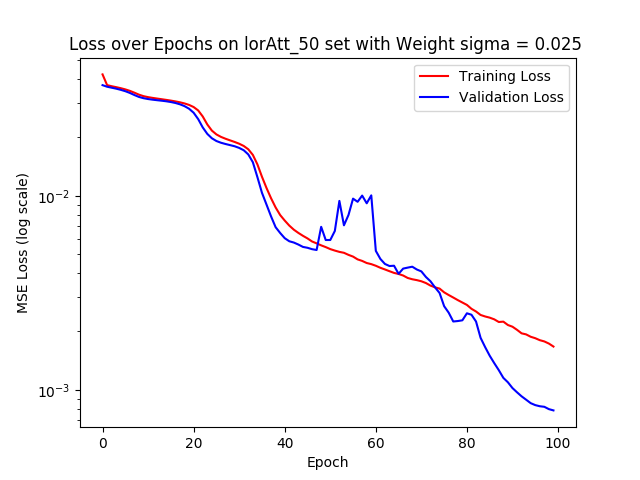 Loss over Epochs on lorAtt_50 set with Weight sigma = 0.025
Training Loss
Validation Loss
MSE Loss (log scale)
10⁻²
10⁻³
0 20 40 60 80 100
Epoch